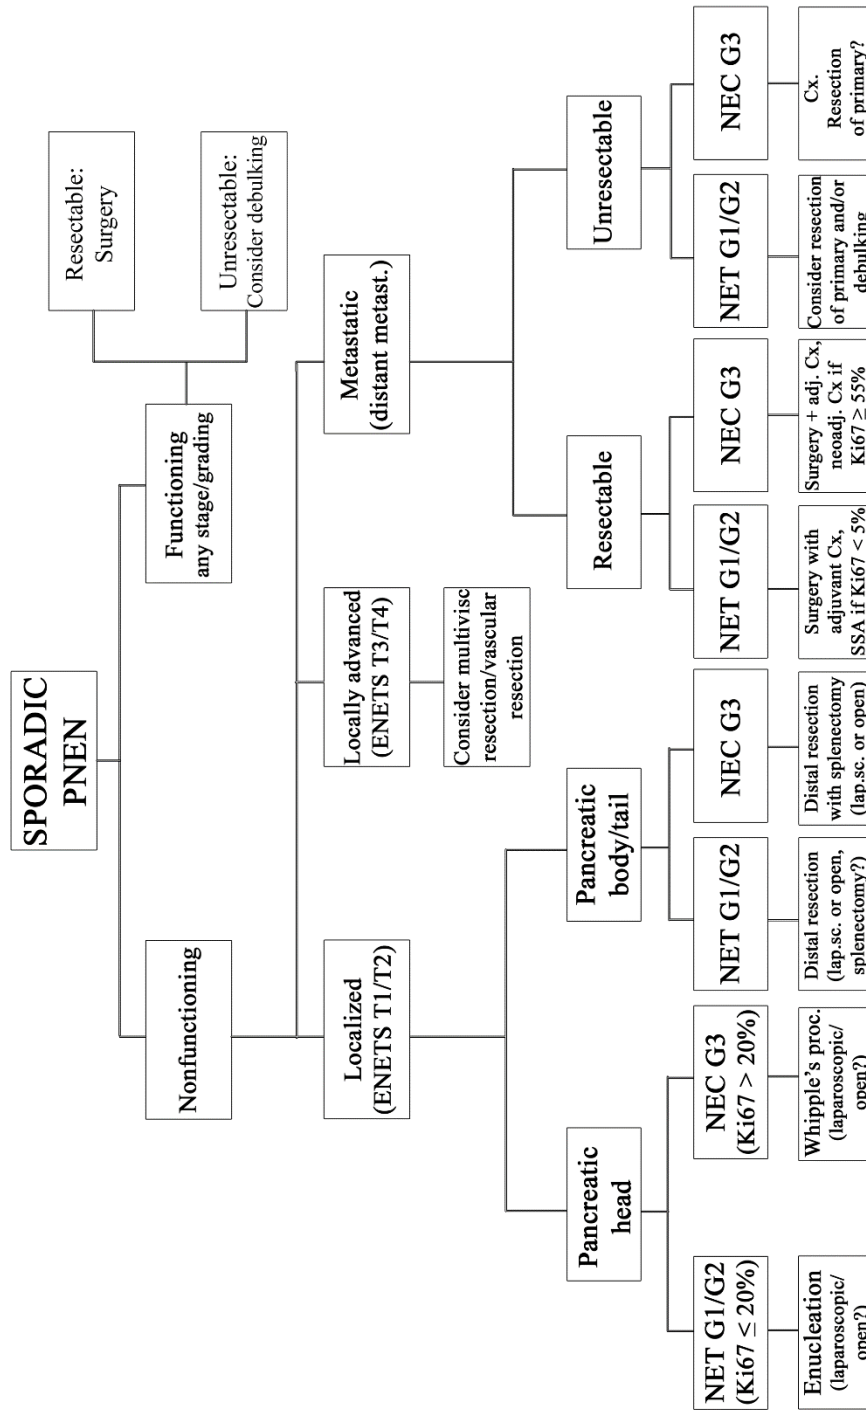 SPORADIC
PNEN
Nonfunctioning
Functioning
any stage/grading
Resectable:
Surgery
Unresectable:
Consider debulking
Localized
(ENETS T1/T2)
Locally advanced
(ENETS T3/T4)
Metastatic
(distant metast.)
Consider multivisc
resection/vascular
resection
Pancreatic
head
Pancreatic
body/tail
Resectable
Unresectable
NET G1/G2
(Ki67 ≤ 20%)
NEC G3
(Ki67 > 20%)
NET G1/G2
NEC G3
NET G1/G2
NEC G3
NET G1/G2
NEC G3
Enucleation
(laparoscopic/
open?)
Whipple's proc.
(laparoscopic/
open?)
Distal resection
(lap.sc. or open,
splenectomy?)
Distal resection
with splenectomy
(lap.sc. or open)
Surgery with
adjuvant Cx,
SSA if Ki67 < 5%
Surgery + adj. Cx,
neoadj. Cx if
Ki67 ≥ 55%
Consider resection
of primary and/or
debulking
Cx.
Resection
of primary?